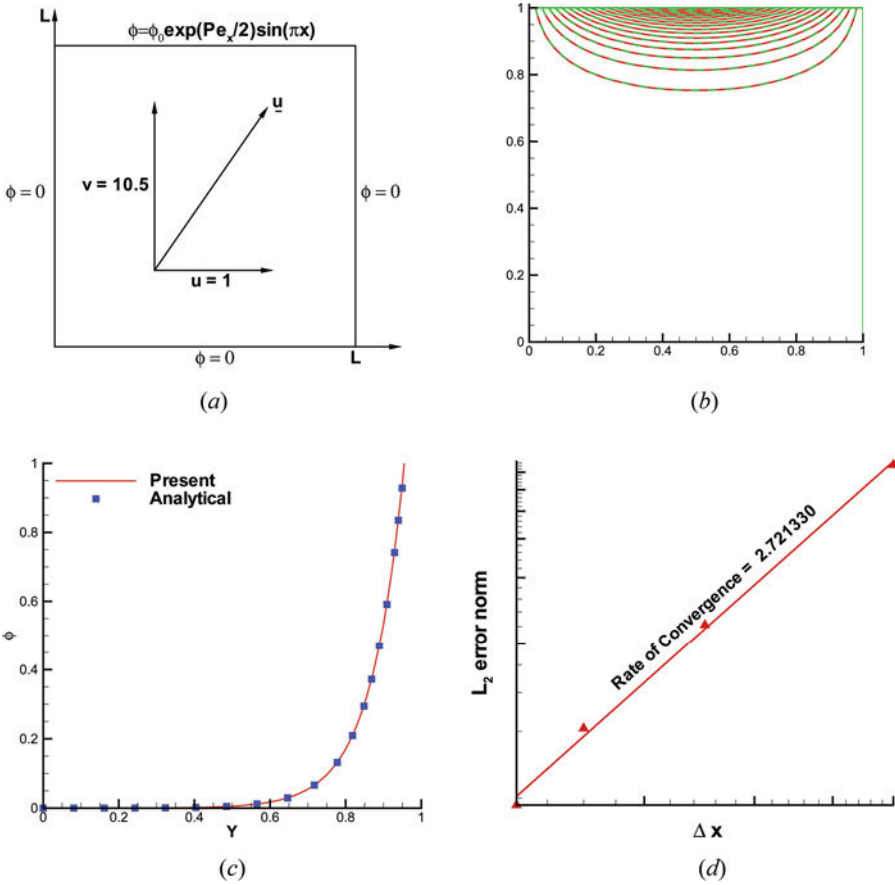 L
ϕ=ϕ₀exp(Peₓ/2)sin(πx)
u
v = 10.5
ϕ = 0
ϕ = 0
u = 1
ϕ = 0
L
(a)
1
0.8
0.6
0.4
0.2
0
0
0.2
0.4
0.6
0.8
1
(b)
1
0.8
0.6
0.4
0.2
0
ϕ
Present
Analytical
0
0.2
0.4
0.6
0.8
1
Y
(c)
L₂ error norm
Rate of Convergence = 2.721330
Δ x
(d)